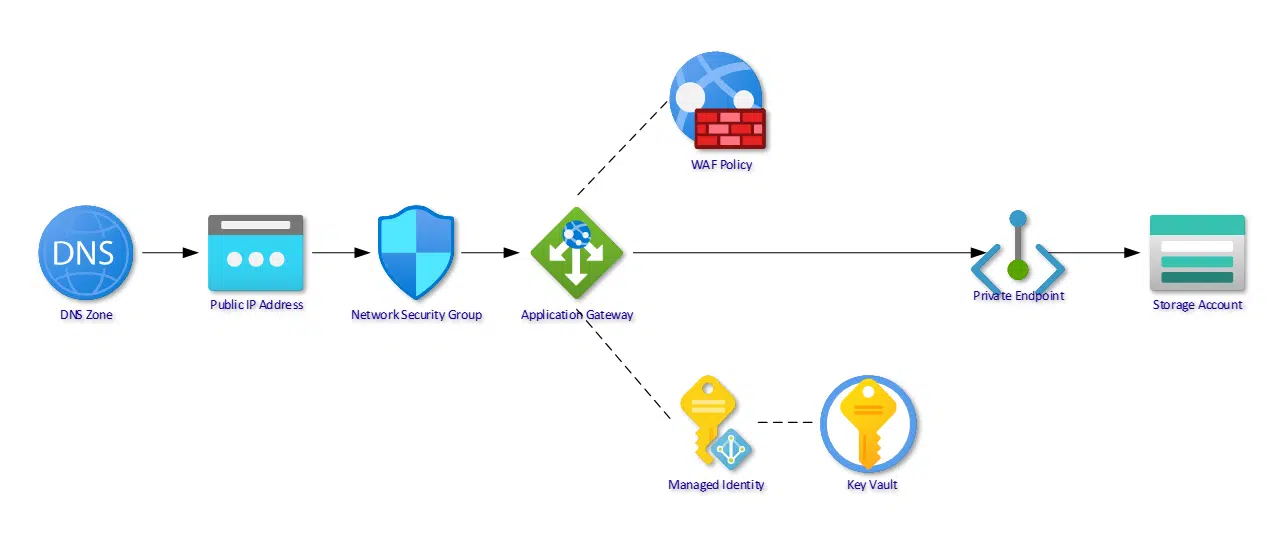 WAF Policy
DNS
DNS Zone
Public IP Address
Network Security Group
Application Gateway
Private Endpoint
Storage Account
Managed Identity
Key Vault